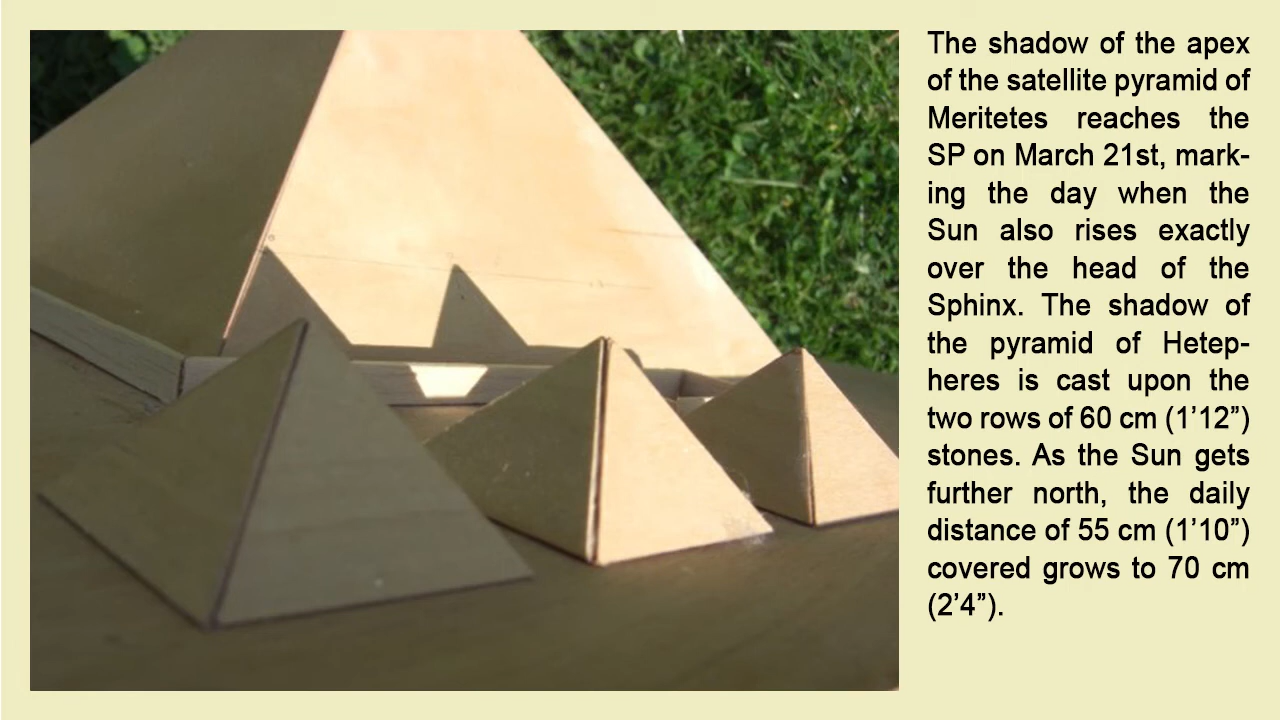 The shadow of the apex
of the satellite pyramid of
Meritetes reaches the
SP on March 21st, mark-
ing the day when the
Sun also rises exactly
over the head of the
Sphinx. The shadow of
the pyramid of Hetep-
heres is cast upon the
two rows of 60 cm (1’12”)
stones. As the Sun gets
further north, the daily
distance of 55 cm (1’10”)
covered grows to 70 cm
(2’4”).